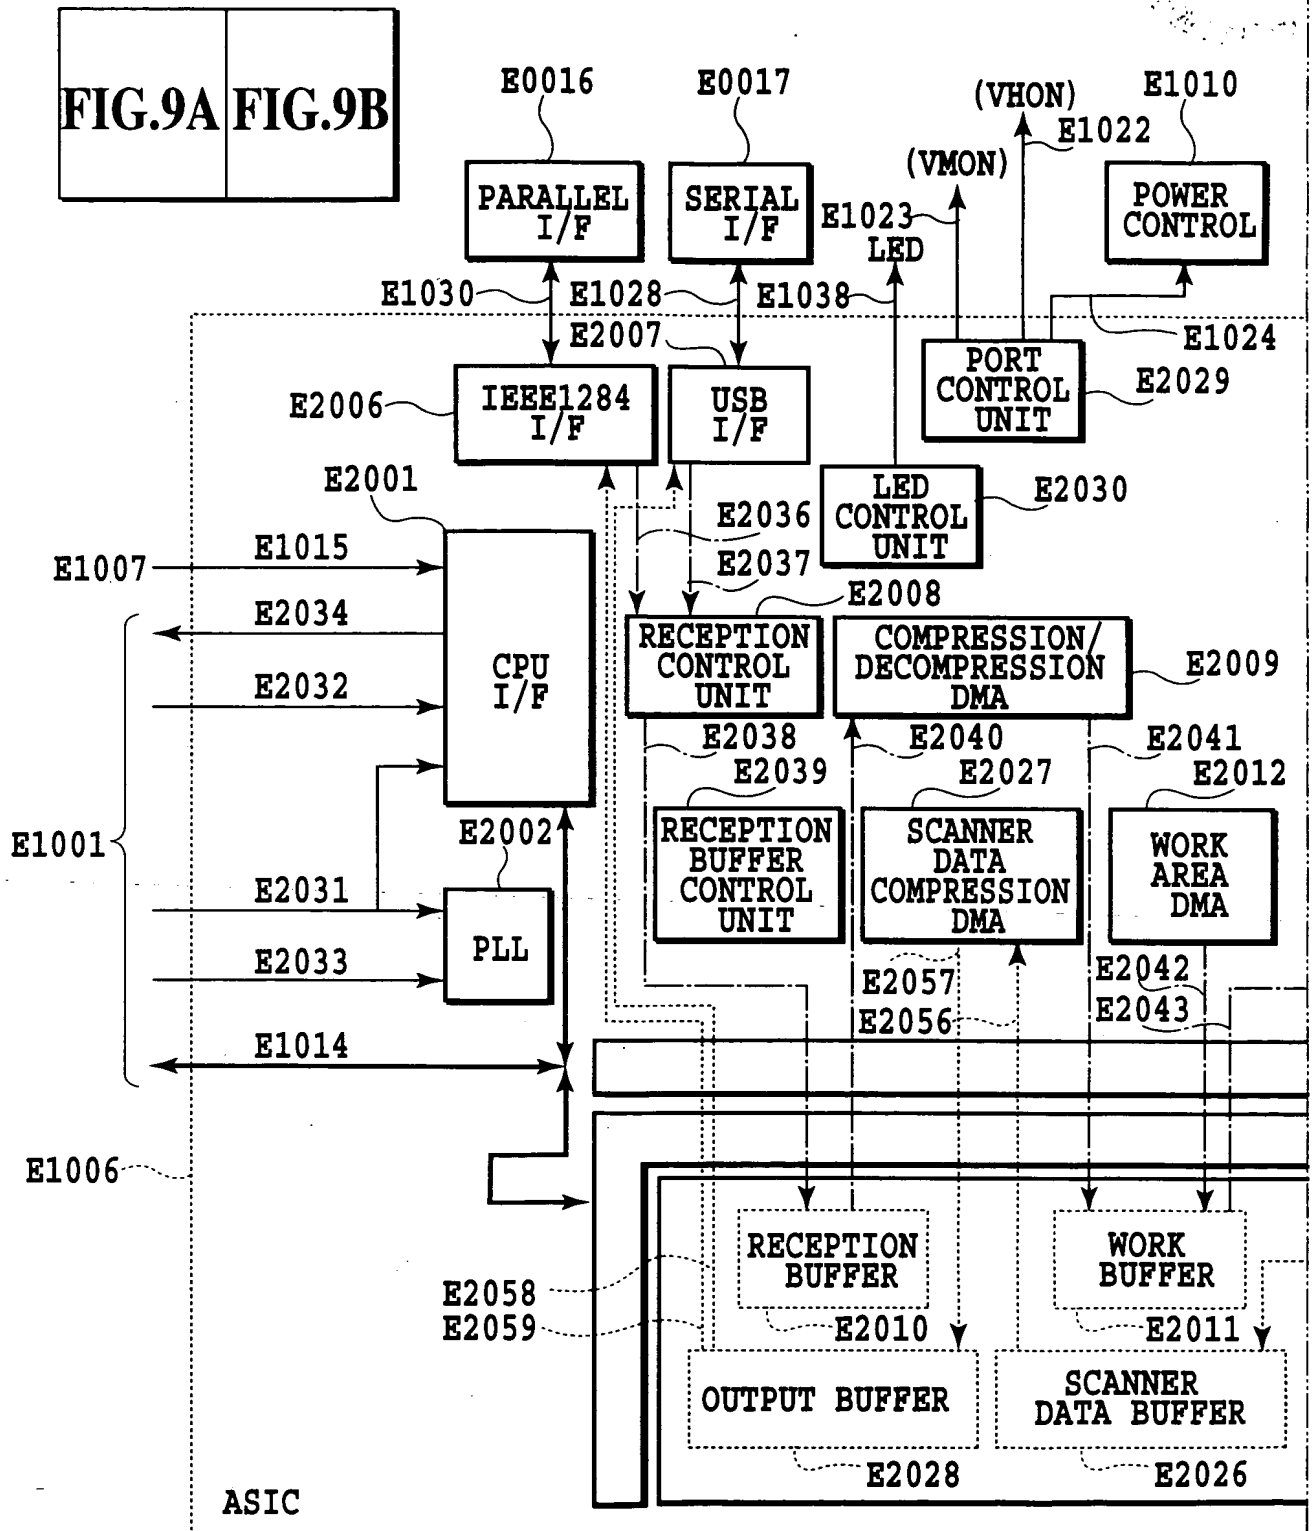 FIG.9A FIG.9B
E0016
E0017
(VHON)
E1010
E1022
(VMON)
PARALLEL
I/F
SERIAL
I/F
POWER
CONTROL
E1023
LED
E1030
E1028
E1038
E2007
E1024
PORT
CONTROL
UNIT
E2029
E2006
IEEE1284
I/F
USB
I/F
E2001
LED
CONTROL
UNIT
E2030
E2036
E1007
E1015
E2037
E2008
E2034
CPU
I/F
RECEPTION
CONTROL
UNIT
COMPRESSION/
DECOMPRESSION
DMA
E2009
E2032
E2038
E2040
E2041
E2039
E2027
E2012
E1001
E2002
RECEPTION
BUFFER
CONTROL
UNIT
SCANNER
DATA
COMPRESSION
DMA
WORK
AREA
DMA
E2031
PLL
E2033
E2057
E2042
E2056
E2043
E1014
E1006
RECEPTION
BUFFER
WORK
BUFFER
E2058
E2059
E2010
E2011
OUTPUT BUFFER
SCANNER
DATA BUFFER
E2028
E2026
ASIC